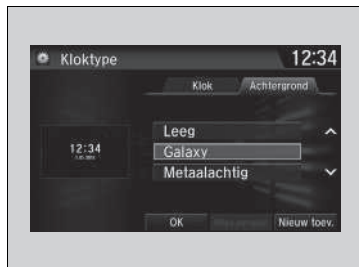 Kloktype 12:34
Klok Achtergrond
Leeg
12:34
Galaxy
Metaalachtig
OK Nieuw toev.